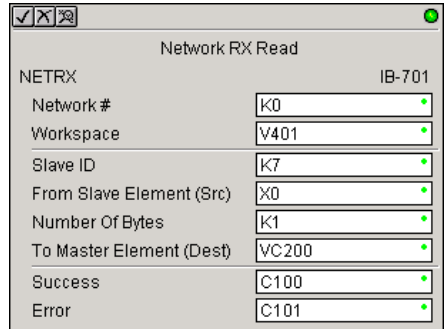 Network RX Read
NETRX IB-701
Network # K0
Workspace V401
Slave ID K7
From Slave Element (Src) X0
Number Of Bytes K1
To Master Element (Dest) VC200
Success C100
Error C101